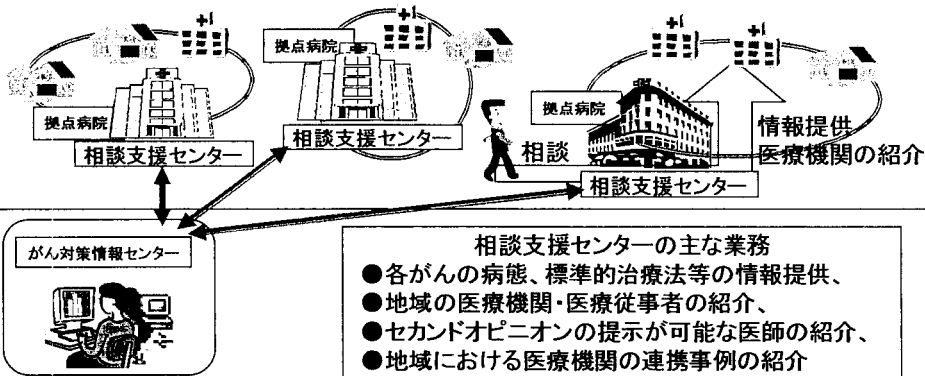 拠点病院
相談支援センター
拠点病院
相談支援センター
拠点病院
相談
相談支援センター
情報提供
医療機関の紹介
がん対策情報センター
相談支援センターの主な業務
●各がんの病態、標準的治療法等の情報提供、
●地域の医療機関・医療従事者の紹介、
●セカンドオピニオンの提示が可能な医師の紹介、
●地域における医療機関の連携事例の紹介